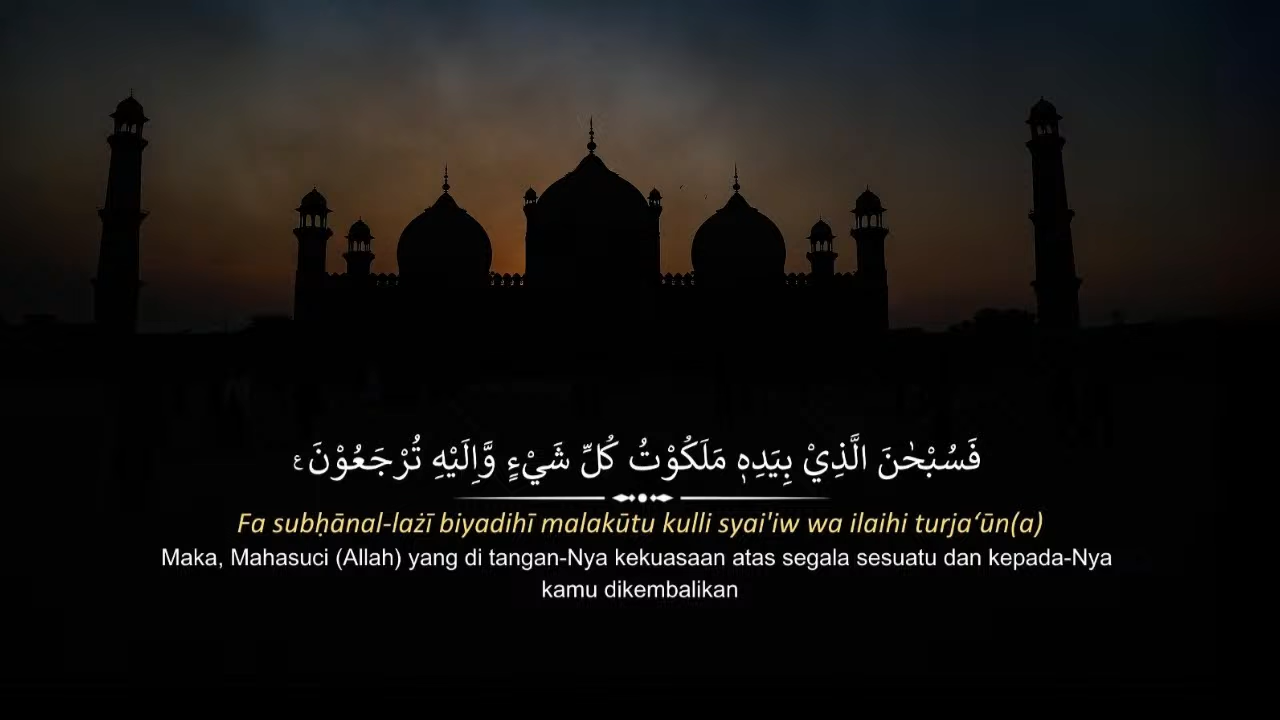 فَسُبْحٰنَ الَّذِيْ بِيَدِهٖ مَلَكُوْتُ كُلِّ شَيْءٍ وَّاِلَيْهِ تُرْجَعُوْنَ ࣖ
Fa subḥānal-lażī biyadihī malakūtu kulli syai'iw wa ilaihi turja‘ūn(a)
Maka, Mahasuci (Allah) yang di tangan-Nya kekuasaan atas segala sesuatu dan kepada-Nya
kamu dikembalikan